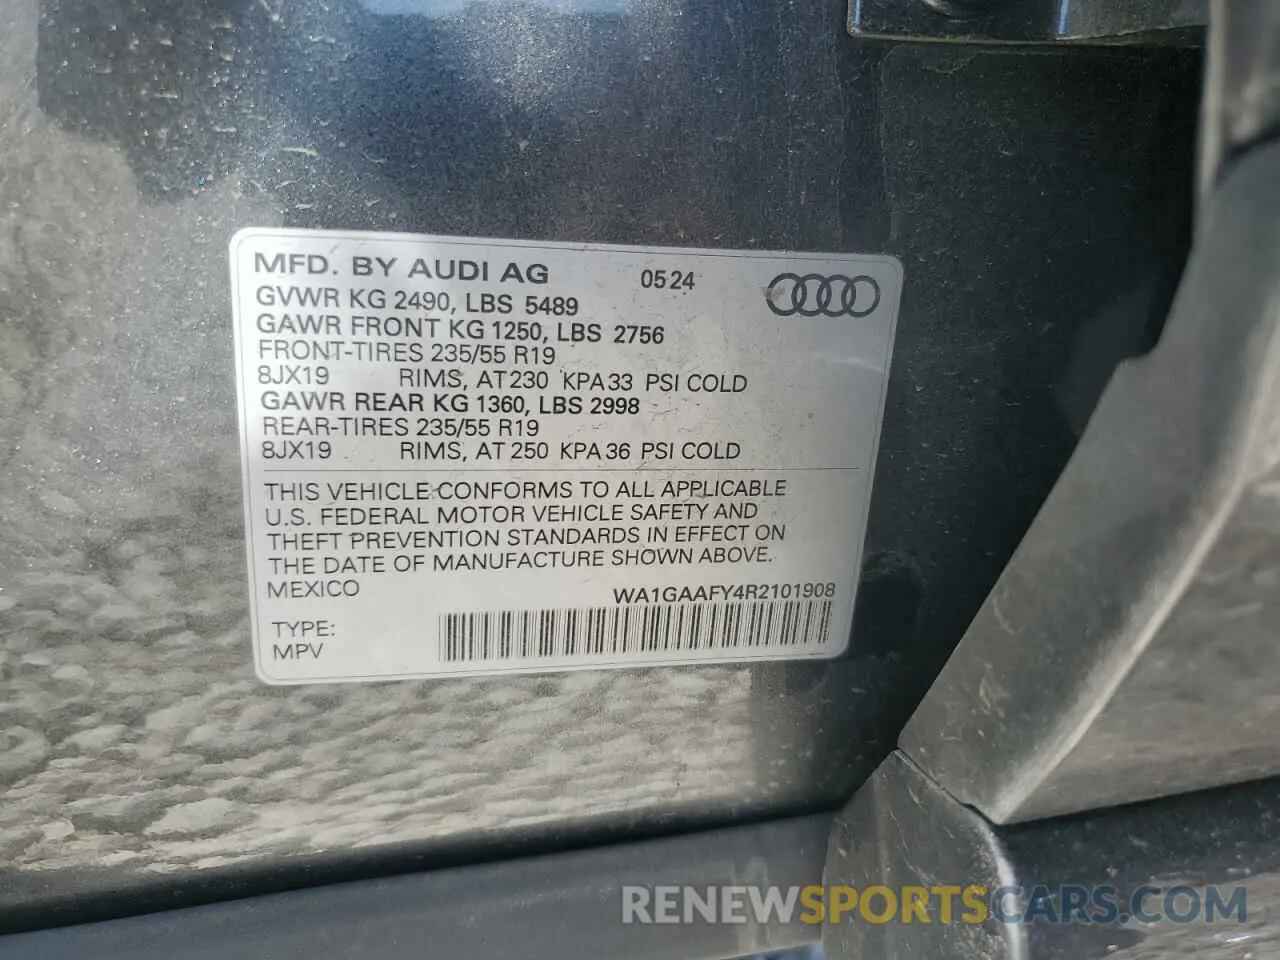 MFD. BY AUDI AG 05 24
GVWR KG 2490, LBS 5489
GAWR FRONT KG 1250, LBS 2756
FRONT-TIRES 235/55 R19
8JX19 RIMS, AT 230 KPA 33 PSI COLD
GAWR REAR KG 1360, LBS 2998
REAR-TIRES 235/55 R19
8JX19 RIMS, AT 250 KPA 36 PSI COLD
THIS VEHICLE CONFORMS TO ALL APPLICABLE
U.S. FEDERAL MOTOR VEHICLE SAFETY AND
THEFT PREVENTION STANDARDS IN EFFECT ON
THE DATE OF MANUFACTURE SHOWN ABOVE.
MEXICO WA1GAAFY4R2101908
TYPE:
MPV
RENEWSPORTSCARS.COM